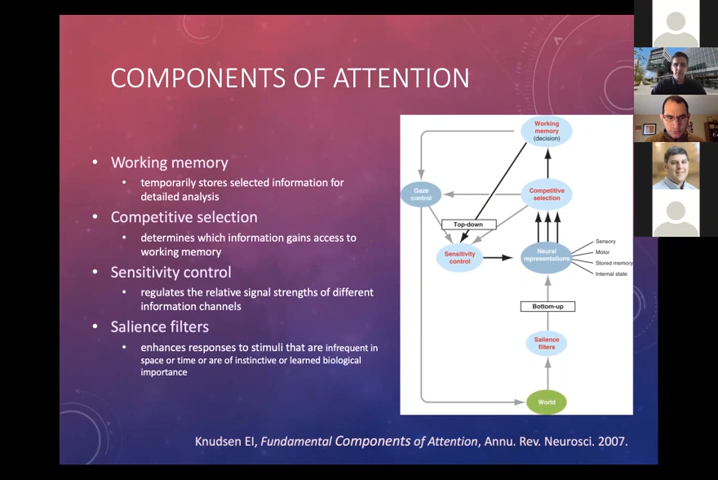 COMPONENTS OF ATTENTION
• Working memory
• temporarily stores selected information for
detailed analysis
• Competitive selection
• determines which information gains access to
working memory
• Sensitivity control
• regulates the relative signal strengths of different
information channels
• Salience filters
• enhances responses to stimuli that are infrequent in
space or time or are of instinctive or learned biological
importance
Working
memory
(decision)
Gaze
control
Competitive
selection
Top-down
Sensitivity
control
Neural
representations
Sensory
Motor
Stored memory
Internal state
Bottom-up
Salience
filters
World
Knudsen EI, Fundamental Components of Attention, Annu. Rev. Neurosci. 2007.